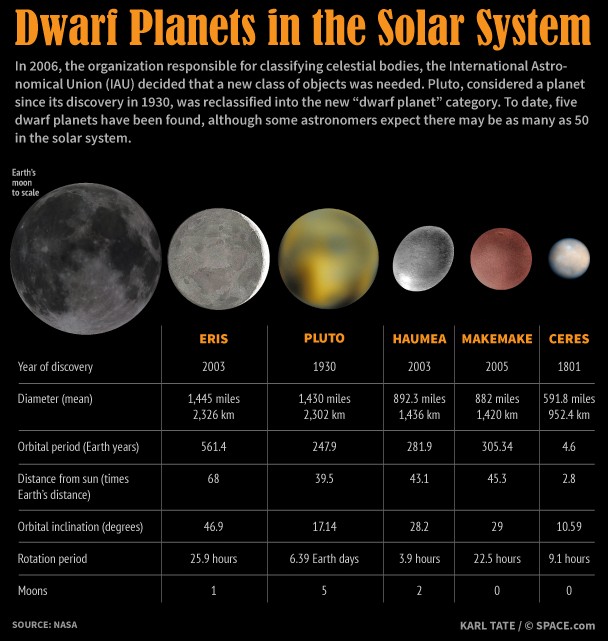 Dwarf Planets in the Solar System
In 2006, the organization responsible for classifying celestial bodies, the International Astro-
nomical Union (IAU) decided that a new class of objects was needed. Pluto, considered a planet
since its discovery in 1930, was reclassified into the new “dwarf planet” category. To date, five
dwarf planets have been found, although some astronomers expect there may be as many as 50
in the solar system.
Earth's
moon
to scale
ERIS PLUTO HAUMEA MAKEMAKE CERES
Year of discovery 2003 1930 2003 2005 1801
Diameter (mean) 1,445 miles 1,430 miles 892.3 miles 882 miles 591.8 miles
2,326 km 2,302 km 1,436 km 1,420 km 952.4 km
Orbital period (Earth years) 561.4 247.9 281.9 305.34 4.6
Distance from sun (times 68 39.5 43.1 45.3 2.8
Earth's distance)
Orbital inclination (degrees) 46.9 17.14 28.2 29 10.59
Rotation period 25.9 hours 6.39 Earth days 3.9 hours 22.5 hours 9.1 hours
Moons 1 5 2 0 0
SOURCE: NASA KARL TATE / © SPACE.com